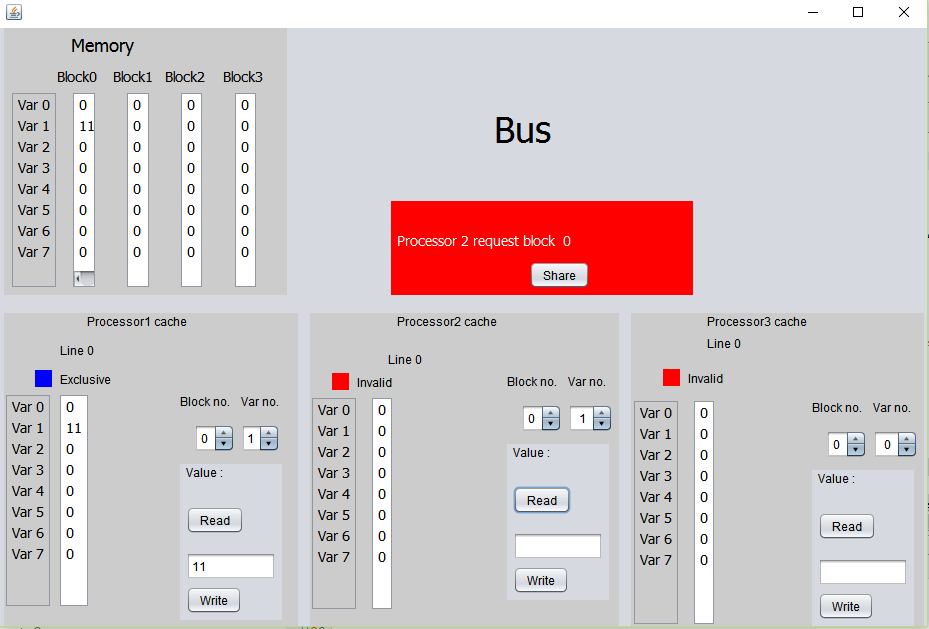 Memory
Block0 Block1 Block2 Block3
Var 0 0 0 0 0
Var 1 11 0 0 0
Var 2 0 0 0 0
Var 3 0 0 0 0
Var 4 0 0 0 0
Var 5 0 0 0 0
Var 6 0 0 0 0
Var 7 0 0 0 0
Bus
Processor 2 request block 0
Share
Processor1 cache
Line 0
Exclusive
Block no. Var no.
0 1
Var 0 0
Var 1 11
Var 2 0
Var 3 0
Var 4 0
Var 5 0
Var 6 0
Var 7 0
Value :
Read
11
Write
Processor2 cache
Line 0
Invalid
Block no. Var no.
0 1
Var 0 0
Var 1 0
Var 2 0
Var 3 0
Var 4 0
Var 5 0
Var 6 0
Var 7 0
Value :
Read
Write
Processor3 cache
Line 0
Invalid
Block no. Var no.
0 0
Var 0 0
Var 1 0
Var 2 0
Var 3 0
Var 4 0
Var 5 0
Var 6 0
Var 7 0
Value :
Read
Write